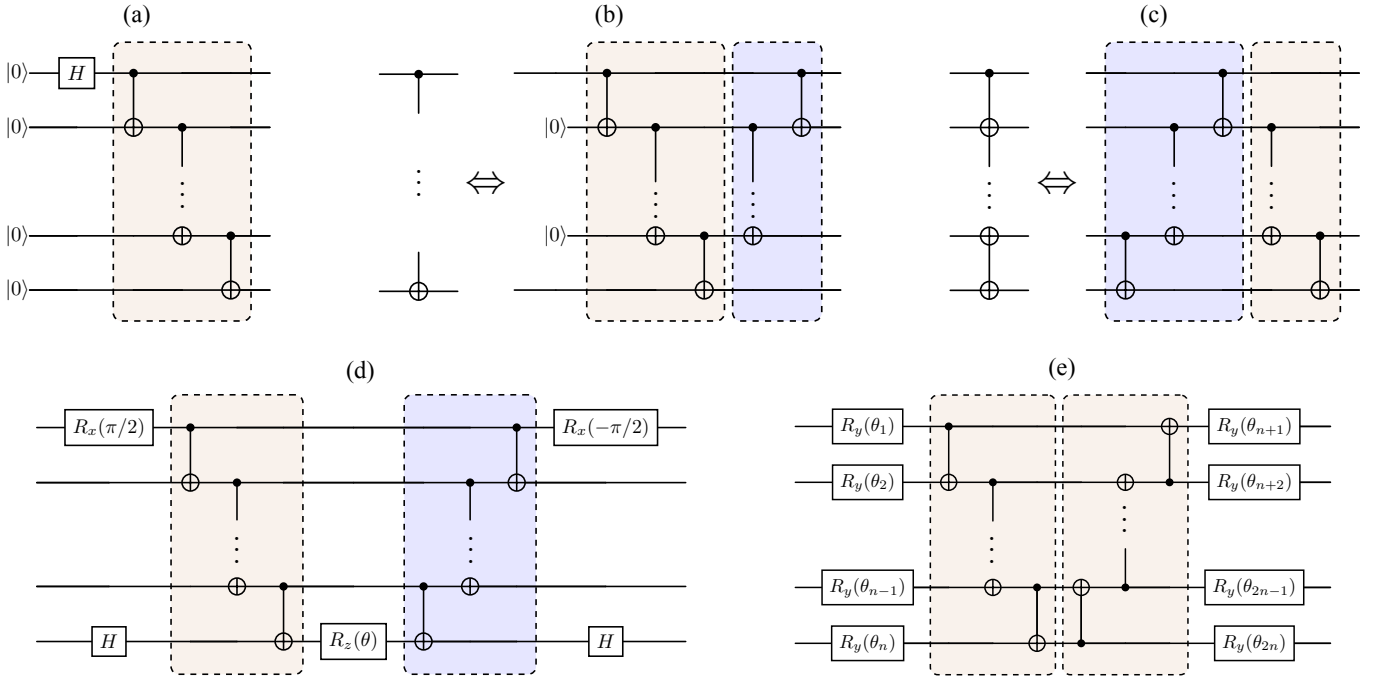 (a) (b) (c)
|0⟩ H
|0⟩ |0⟩
|0⟩ |0⟩
|0⟩
(d) (e)
R_x(π/2) R_x(−π/2) R_y(θ_1) R_y(θ_{n+1})
R_y(θ_2) R_y(θ_{n+2})
R_y(θ_{n−1}) R_y(θ_{2n−1})
H R_z(θ) H R_y(θ_n) R_y(θ_{2n})